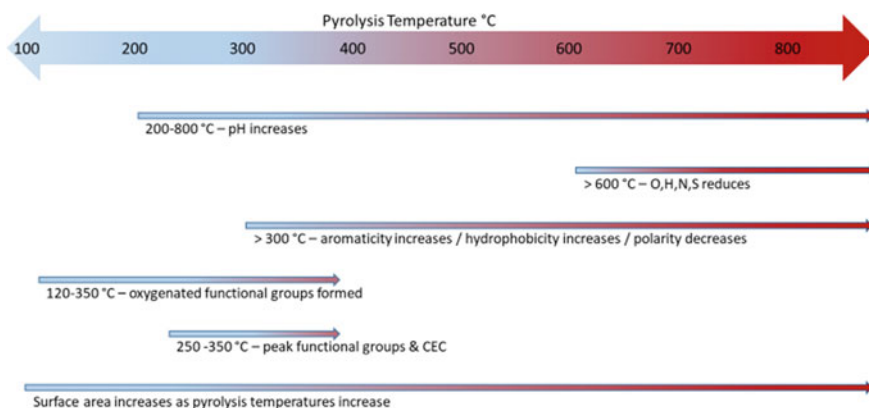 Pyrolysis Temperature °C
100 200 300 400 500 600 700 800
200-800 °C – pH increases
> 600 °C – O,H,N,S reduces
> 300 °C – aromaticity increases / hydrophobicity increases / polarity decreases
120-350 °C – oxygenated functional groups formed
250 -350 °C – peak functional groups & CEC
Surface area increases as pyrolysis temperatures increase